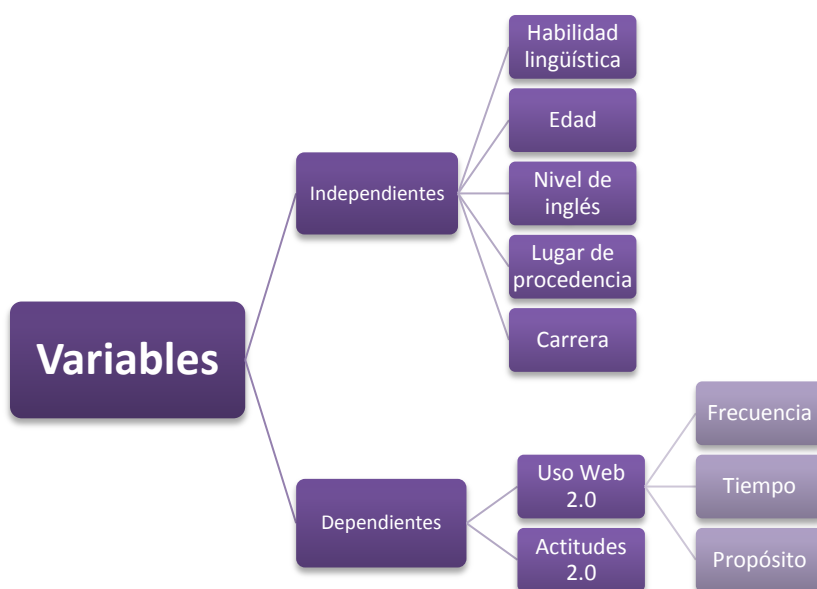 Variables
Independientes
Habilidad
lingüística
Edad
Nivel de
inglés
Lugar de
procedencia
Carrera
Dependientes
Uso Web
2.0
Frecuencia
Tiempo
Propósito
Actitudes
2.0